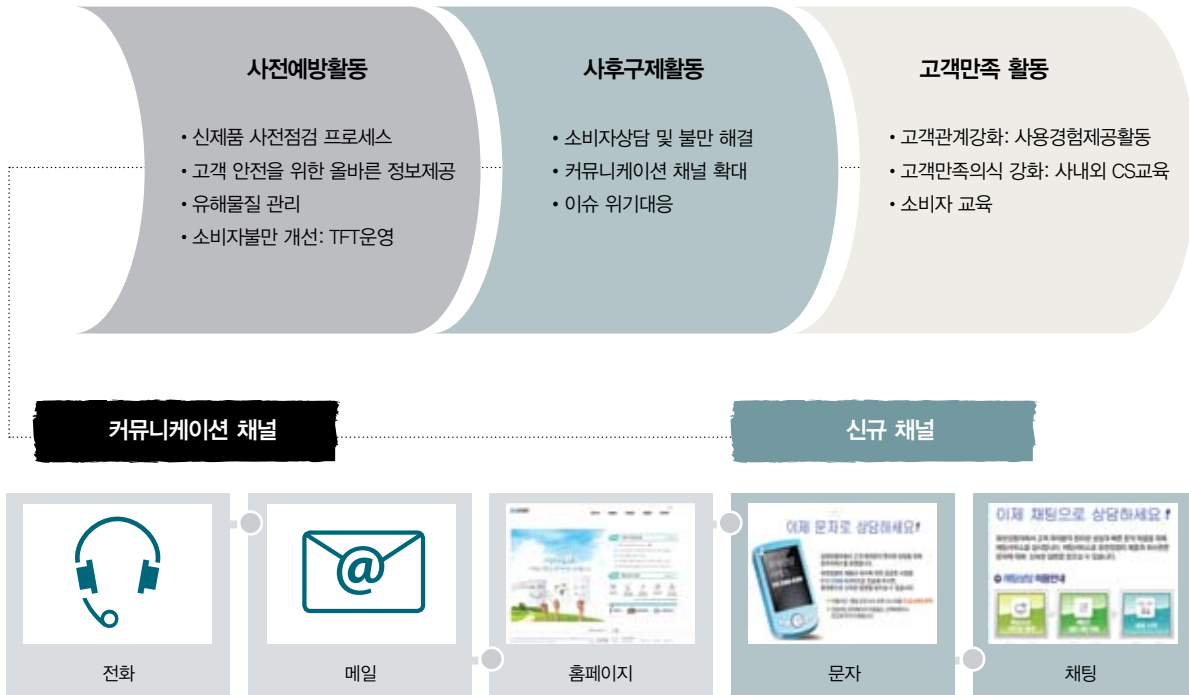 사전예방활동
• 신제품 사전점검 프로세스
• 고객 안전을 위한 올바른 정보제공
• 유해물질 관리
• 소비자불만 개선: TFT운영
사후구제활동
• 소비자상담 및 불만 해결
• 커뮤니케이션 채널 확대
• 이슈 위기대응
고객만족 활동
• 고객관계강화: 사용경험제공활동
• 고객만족의식 강화: 사내외 CS교육
• 소비자 교육
커뮤니케이션 채널
신규 채널
@
이제 문자로 상담하세요!
이제 채팅으로 상담하세요!
채팅상담 이용안내
전화
메일
홈페이지
문자
채팅